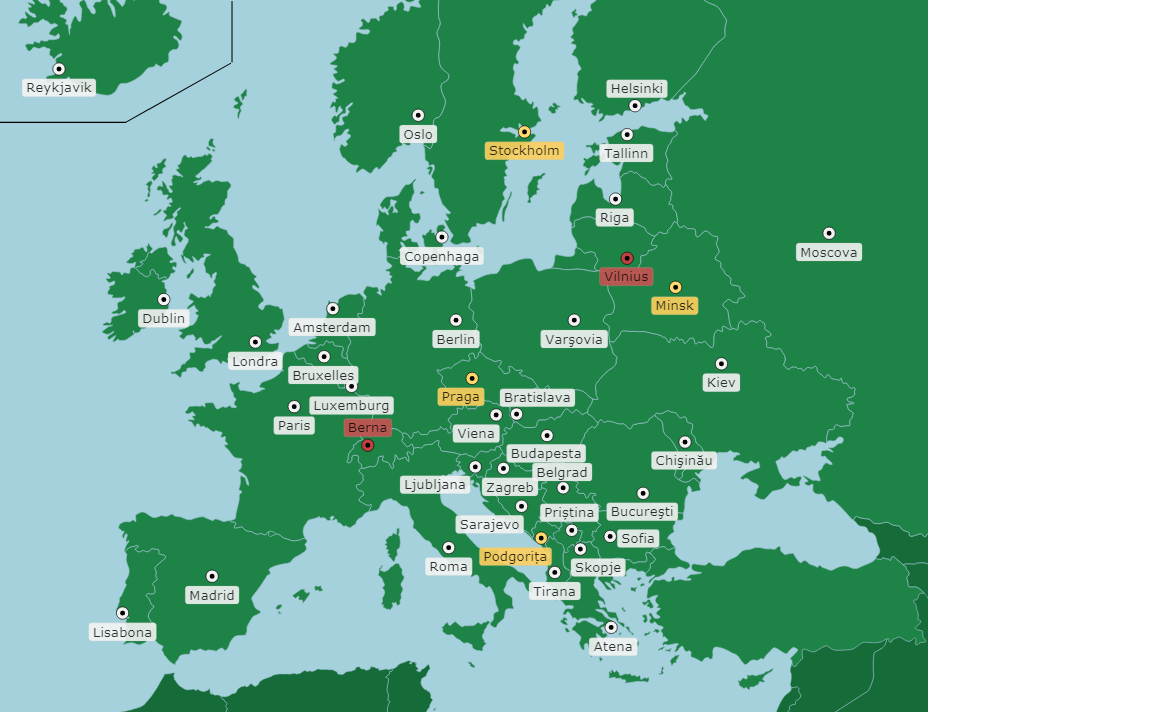 Reykjavik
Helsinki
Oslo
Stockholm
Tallinn
Riga
Moscova
Copenhaga
Vilnius
Minsk
Dublin
Amsterdam
Berlin
Varşovia
Londra
Bruxelles
Kiev
Praga
Bratislava
Luxemburg
Paris
Berna
Viena
Budapesta
Chişinău
Belgrad
Ljubljana
Zagreb
Priştina
Bucureşti
Sarajevo
Sofia
Podgorița
Roma
Skopje
Tirana
Madrid
Lisabona
Atena